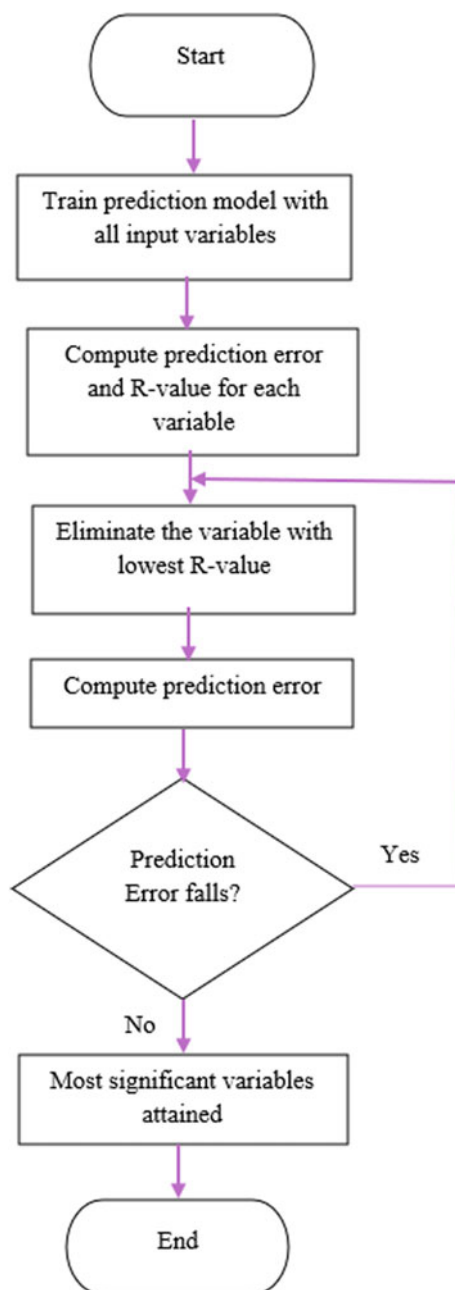 Start
Train prediction model with
all input variables
Compute prediction error
and R-value for each
variable
Eliminate the variable with
lowest R-value
Compute prediction error
Prediction
Error falls?
Yes
No
Most significant variables
attained
End